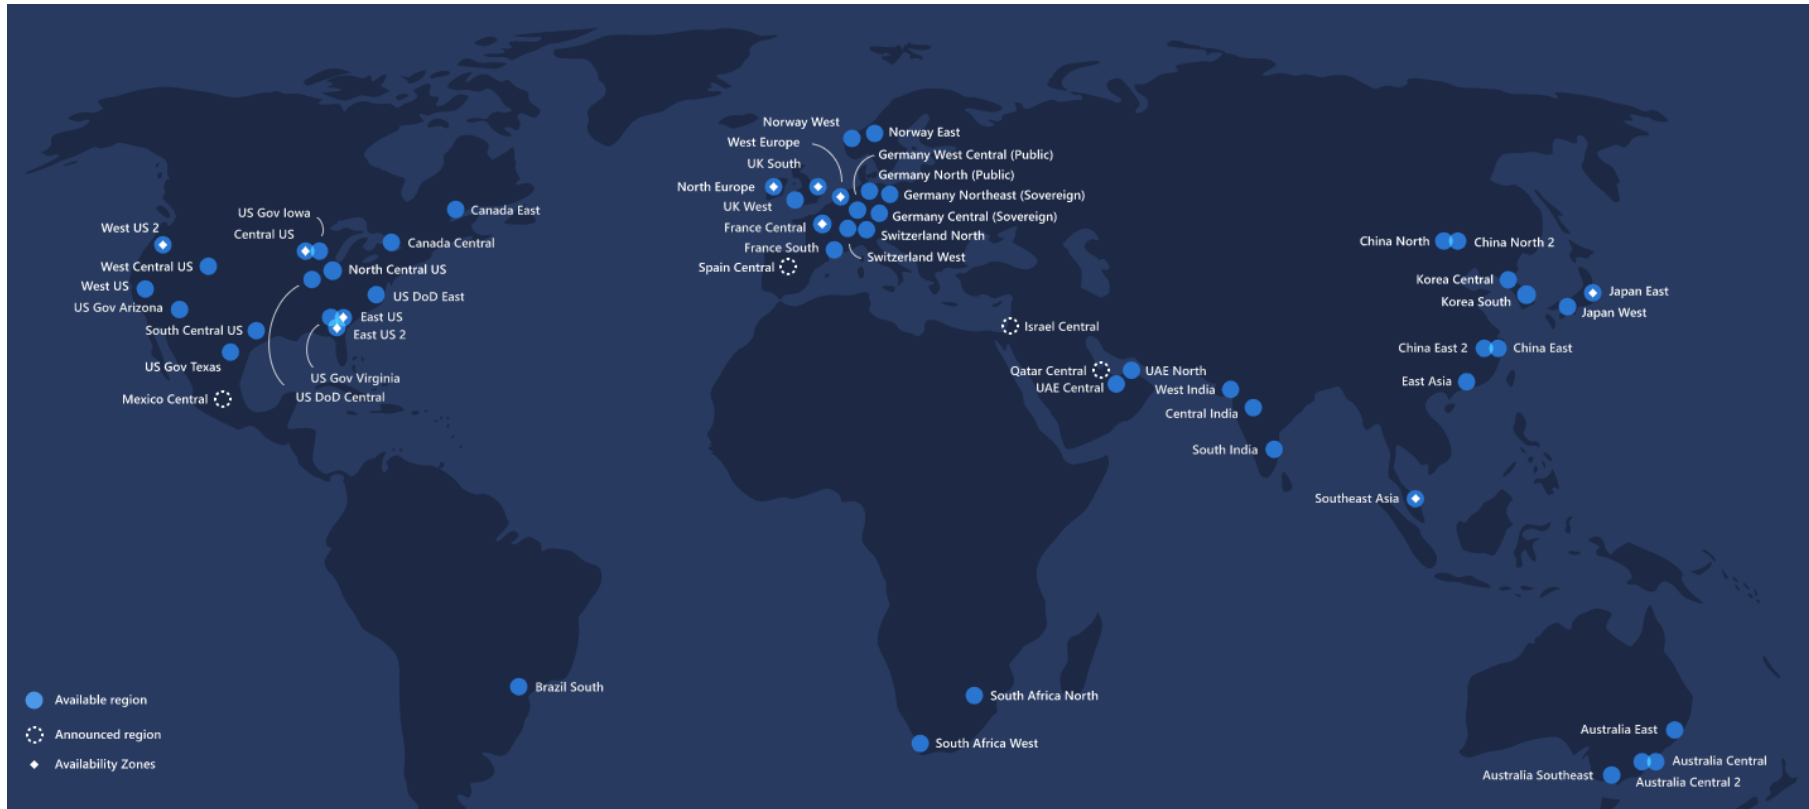 Norway West
Norway East
West Europe
Germany West Central (Public)
UK South
Germany North (Public)
North Europe
Germany Northeast (Sovereign)
UK West
Germany Central (Sovereign)
France Central
Switzerland North
France South
Switzerland West
Spain Central
Canada East
US Gov Iowa
West US 2
Central US
Canada Central
West Central US
North Central US
West US
US DoD East
US Gov Arizona
East US
South Central US
East US 2
US Gov Texas
US Gov Virginia
US DoD Central
Mexico Central
China North
China North 2
Korea Central
Japan East
Korea South
Japan West
Israel Central
China East 2
China East
Qatar Central
UAE North
UAE Central
West India
East Asia
Central India
South India
Southeast Asia
Brazil South
South Africa North
South Africa West
Australia East
Australia Central
Australia Southeast
Australia Central 2
Available region
Announced region
Availability Zones